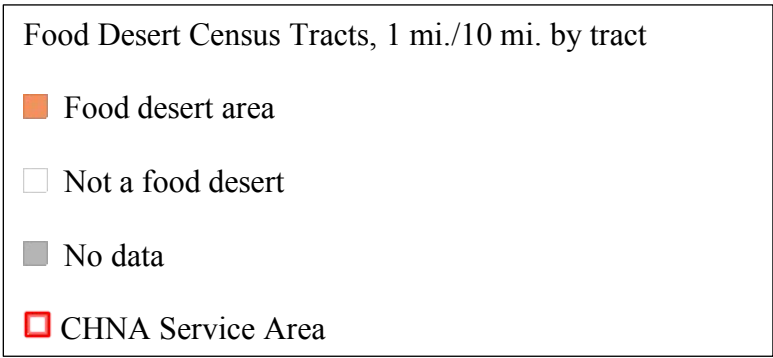 Food Desert Census Tracts, 1 mi./10 mi. by tract
Food desert area
Not a food desert
No data
CHNA Service Area